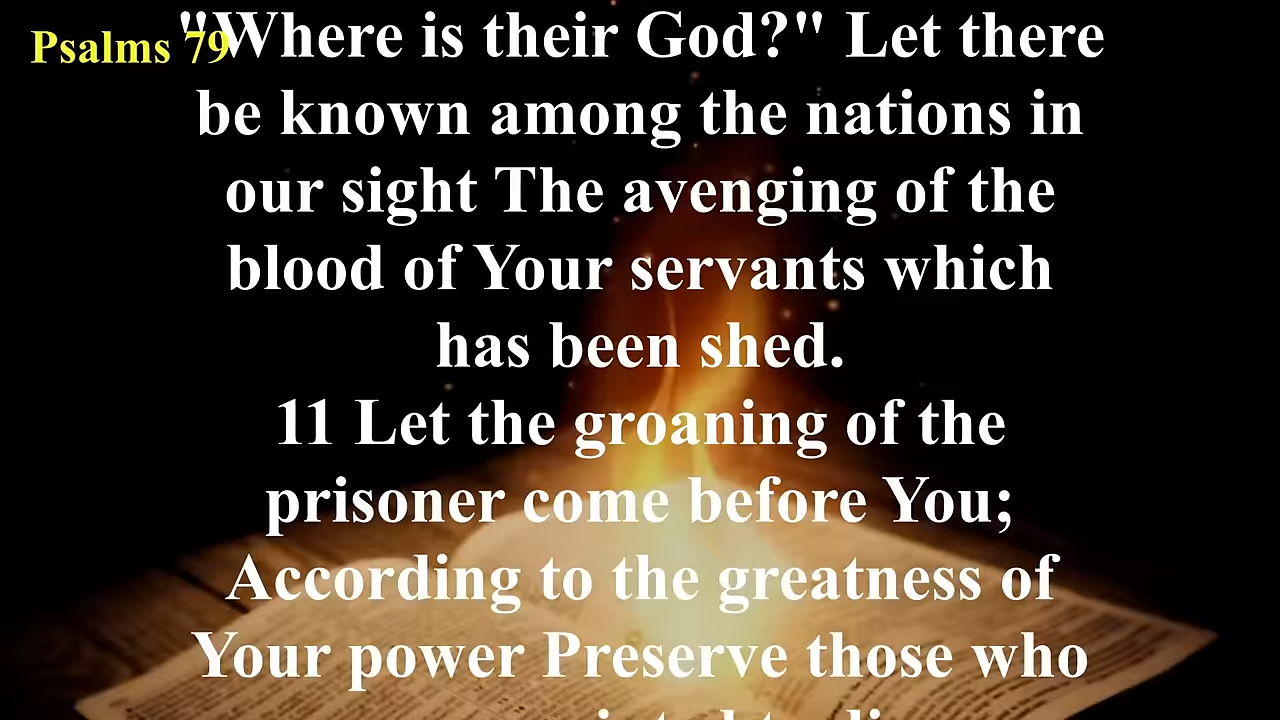 Psalms 79
"Where is their God?" Let there
be known among the nations in
our sight The avenging of the
blood of Your servants which
has been shed.
11 Let the groaning of the
prisoner come before You;
According to the greatness of
Your power Preserve those who